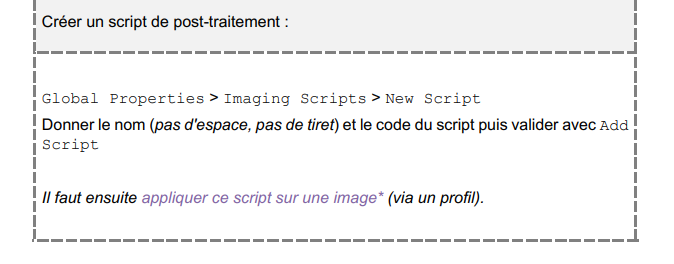 Créer un script de post-traitement :
Global Properties > Imaging Scripts > New Script
Donner le nom (pas d'espace, pas de tiret) et le code du script puis valider avec Add
Script
Il faut ensuite appliquer ce script sur une image* (via un profil).